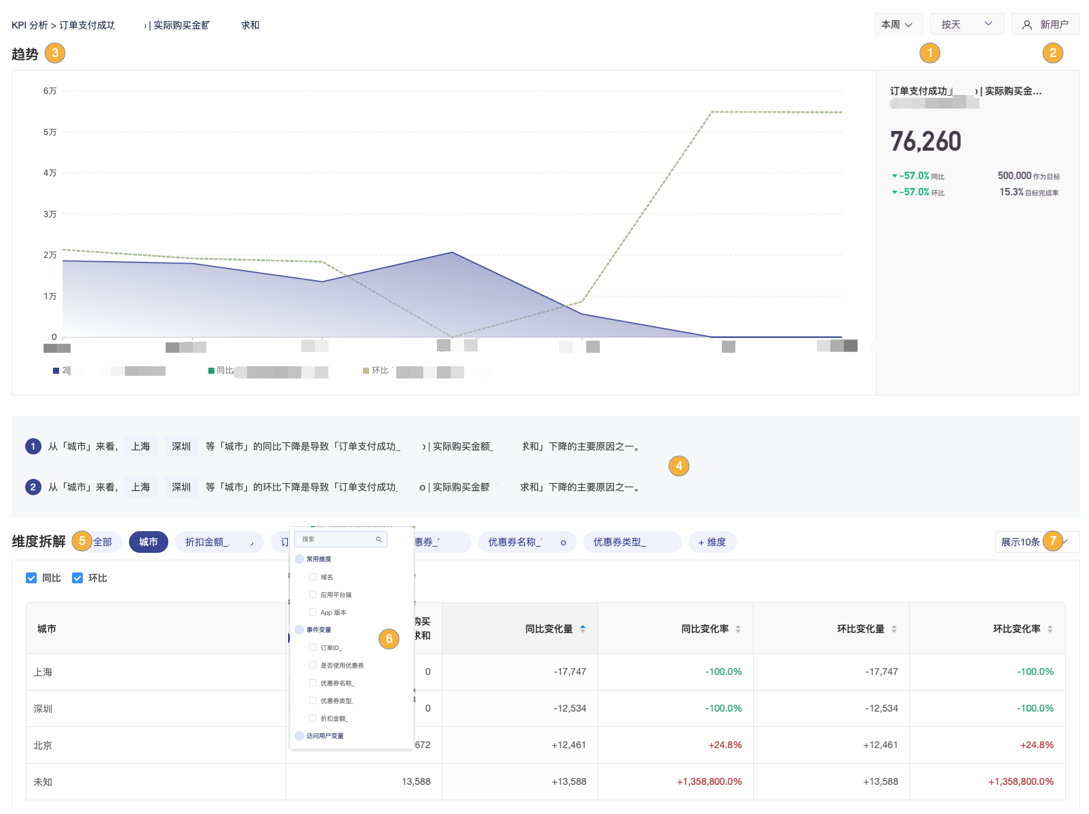 KPI 分析 > 订单支付成功 | 实际购买金额 求和
本周 按天 新用户
趋势 3
1 2
6万
5万
4万
3万
2万
1万
0
同比
环比
订单支付成功_ | 实际购买金...
76,260
-57.0% 同比 500,000 作为目标
-57.0% 环比 15.3% 目标完成率
1 从「城市」来看, 上海 深圳 等「城市」的同比下降是导致「订单支付成功_ | 实际购买金额_ 求和」下降的主要原因之一。
4
2 从「城市」来看, 上海 深圳 等「城市」的环比下降是导致「订单支付成功_ | 实际购买金额 求和」下降的主要原因之一。
维度拆解 5 全部 城市 折扣金额_ 惠券_ 优惠券名称_ 优惠券类型_ + 维度 展示10条 7
同比 环比
搜索
常用维度
域名
应用平台端
App 版本
事件变量
6
订单ID_
是否使用优惠券
优惠券名称_
优惠券类型_
折扣金额_
访问用户变量
城市 购买求和 同比变化量 同比变化率 环比变化量 环比变化率
上海 0 -17,747 -100.0% -17,747 -100.0%
深圳 0 -12,534 -100.0% -12,534 -100.0%
北京 672 +12,461 +24.8% +12,461 +24.8%
未知 13,588 +13,588 +1,358,800.0% +13,588 +1,358,800.0%